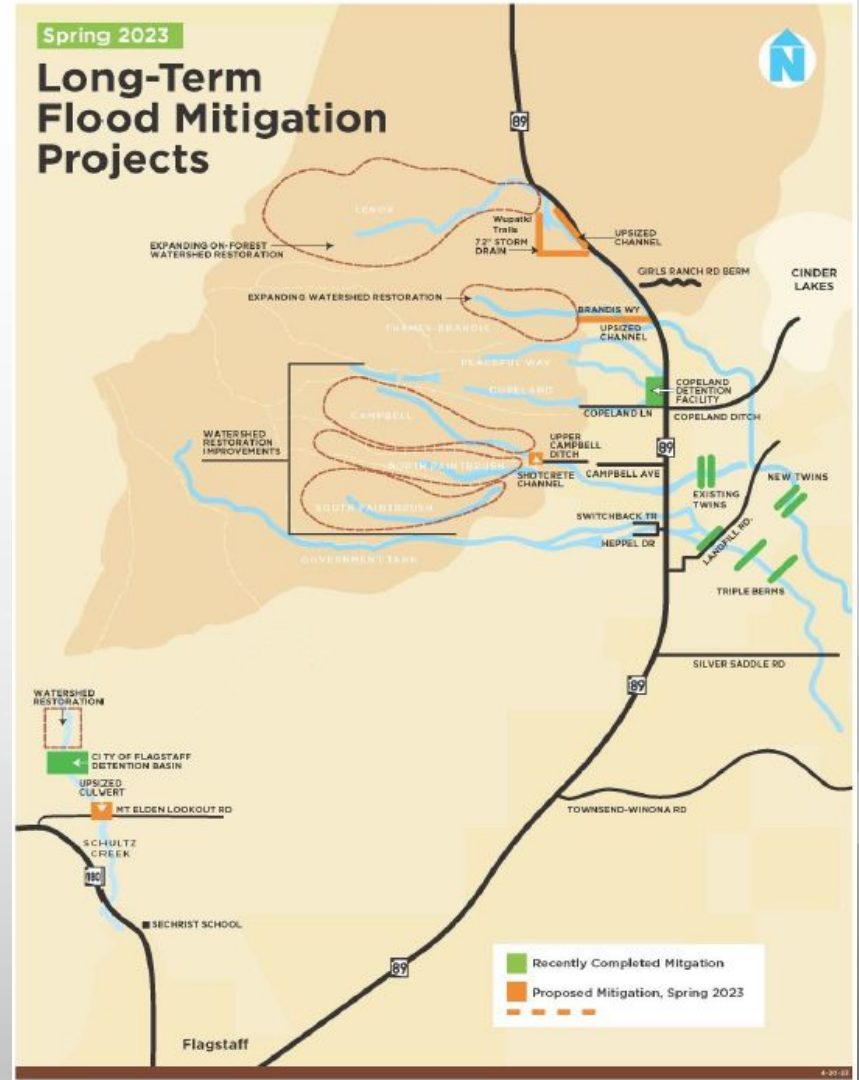 Spring 2023
Long-Term
Flood Mitigation
Projects
N
89
LENOX
Wupatki
Trails
72" STORM
DRAIN
UPSIZED
CHANNEL
EXPANDING ON-FOREST
WATERSHED RESTORATION
GIRLS RANCH RD BERM
CINDER
LAKES
EXPANDING WATERSHED RESTORATION
BRANDIS WY
UPSIZED
CHANNEL
THAMES-BRANDIS
PEACEFUL WAY
COPELAND
COPELAND
DETENTION
FACILITY
COPELAND LN
COPELAND DITCH
CAMPBELL
WATERSHED
RESTORATION
IMPROVEMENTS
UPPER
CAMPBELL
DITCH
89
NORTH PAINTBRUSH
SHOTCRETE
CHANNEL
CAMPBELL AVE
EXISTING
TWINS
NEW TWINS
SOUTH PAINTBRUSH
SWITCHBACK TR
HEPPEL DR
LANDFILL RD.
GOVERNMENT TANK
TRIPLE BERMS
SILVER SADDLE RD
89
WATERSHED
RESTORATION
CITY OF FLAGSTAFF
DETENTION BASIN
UPSIZED
CULVERT
MT ELDEN LOOKOUT RD
TOWNSEND-WINONA RD
SCHULTZ
CREEK
180
SECHRIST SCHOOL
89
Recently Completed Mitgation
Proposed Mitigation, Spring 2023
Flagstaff
4-20-23